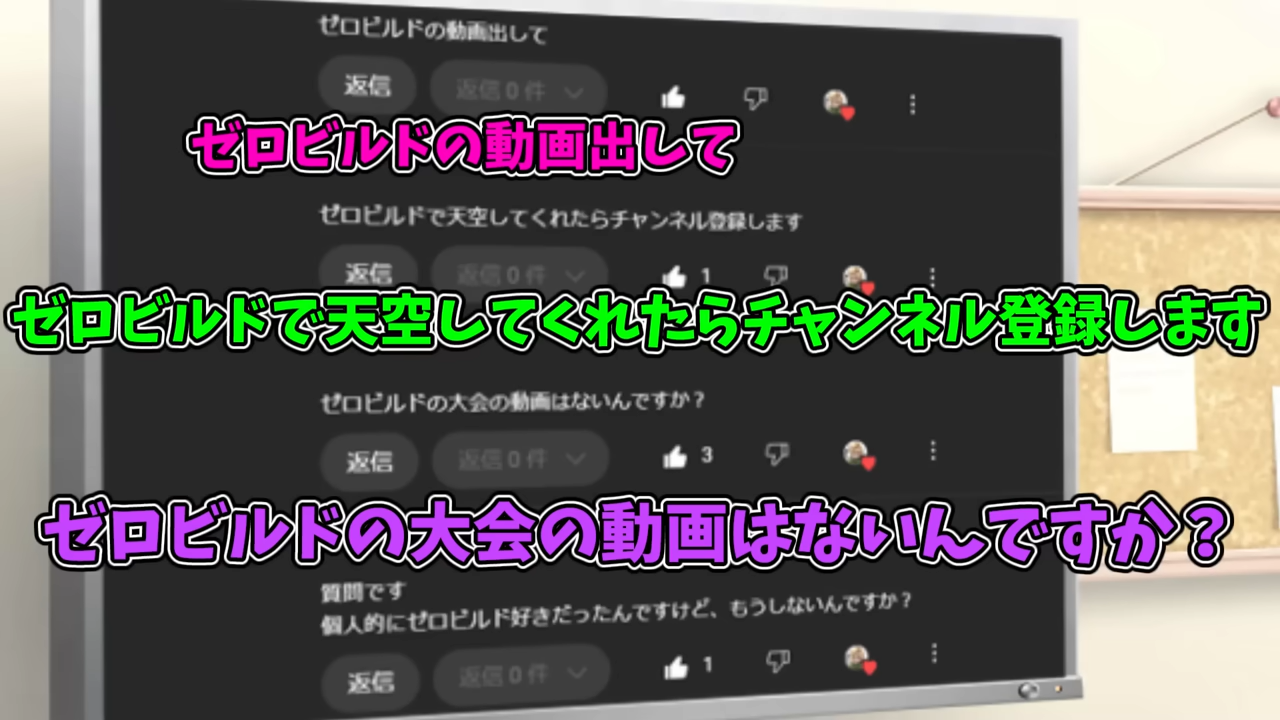 ゼロビルドの動画出して
返信
返信 0 件
ゼロビルドの動画出して
ゼロビルドで天空してくれたらチャンネル登録します
返信
返信 0 件
1
ゼロビルドで天空してくれたらチャンネル登録します
ゼロビルドの大会の動画はないんですか？
返信
返信 0 件
3
ゼロビルドの大会の動画はないんですか？
質問です
個人的にゼロビルド好きだったんですけど、もうしないんですか？
返信
返信 0 件
1